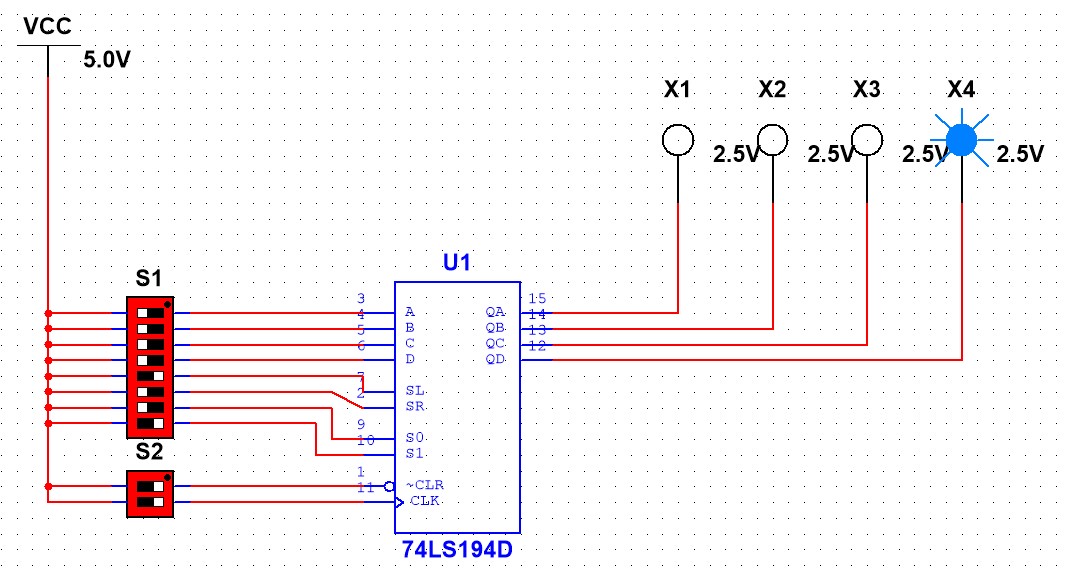 VCC
5.0V
X1 X2 X3 X4
2.5V 2.5V 2.5V 2.5V
U1
S1
3 A QA 15
4 B QB 14
5 C QC 13
6 D QD 12
7 SL
2 SR
9 S0
10 S1
S2
1 ~CLR
11 CLK
74LS194D